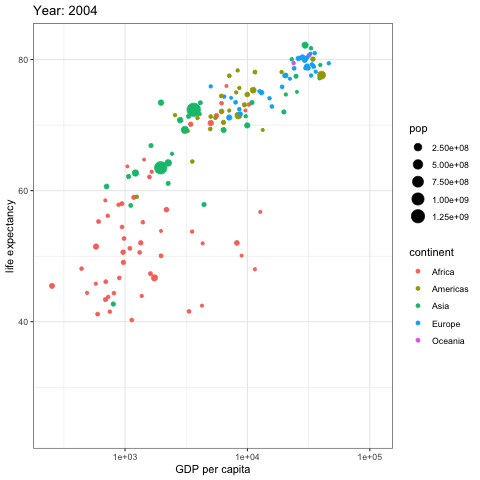 Year: 2004
80
60
40
life expectancy
1e+03
1e+04
1e+05
GDP per capita
pop
2.50e+08
5.00e+08
7.50e+08
1.00e+09
1.25e+09
continent
Africa
Americas
Asia
Europe
Oceania